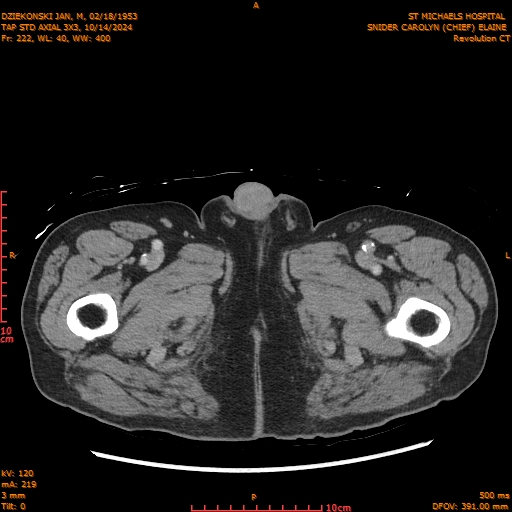 A
DZIEKONSKI JAN, M, 02/18/1953
TAP STD AXIAL 3X3, 10/14/2024
Fr: 222, WL: 40, WW: 400
ST MICHAELS HOSPITAL
SNIDER CAROLYN (CHIEF) ELAINE
Revolution CT
R
L
10
cm
kV: 120
mA: 219
3 mm
Tilt: 0
P
10cm
500 ms
DFOV: 391.00 mm